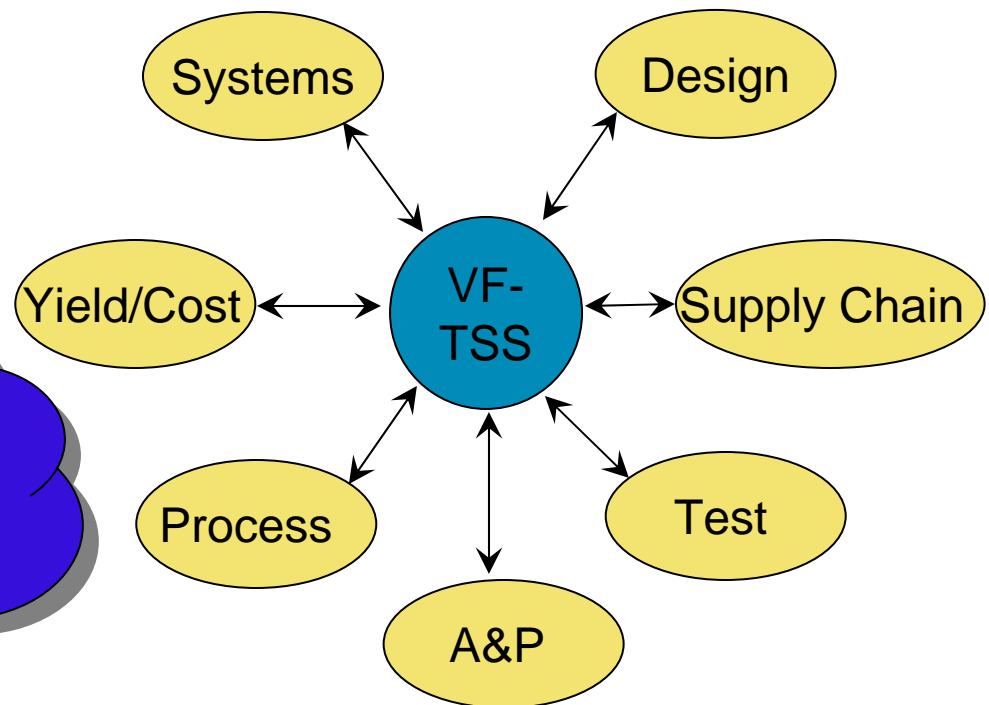 Systems
Design
VF-
TSS
Yield/Cost
Supply Chain
Process
Test
A&P